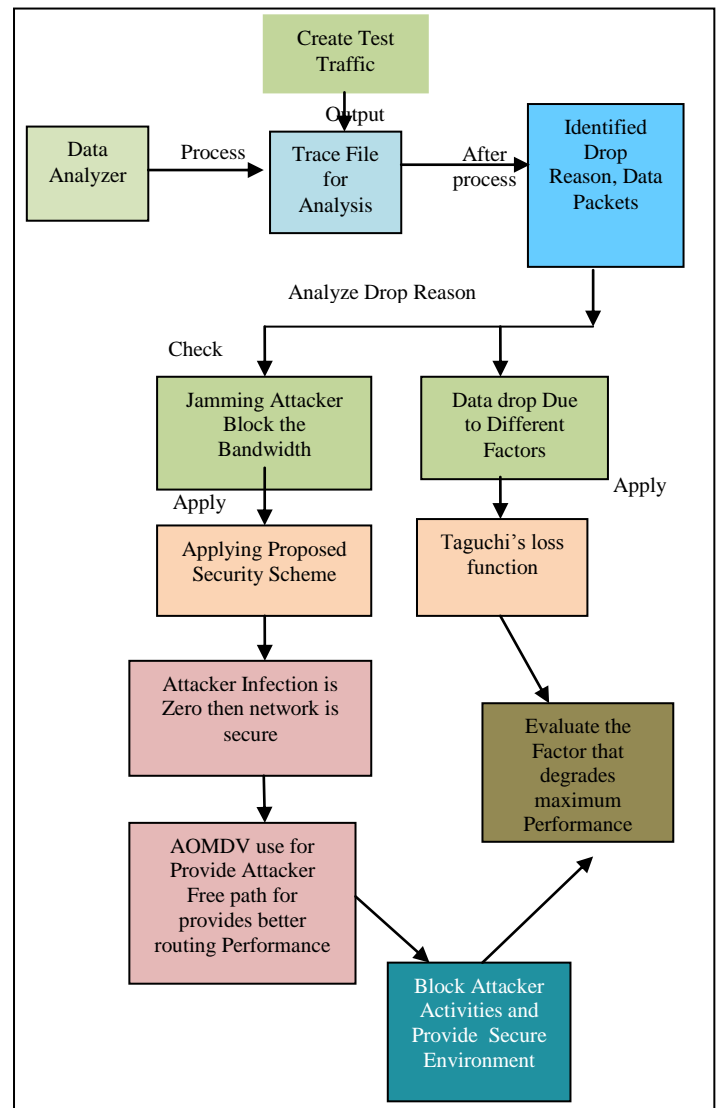 Create Test
Traffic
Output
Data
Analyzer
Process
Trace File
for
Analysis
After
process
Identified
Drop
Reason, Data
Packets
Analyze Drop Reason
Check
Jamming Attacker
Block the
Bandwidth
Data drop Due
to Different
Factors
Apply
Apply
Applying Proposed
Security Scheme
Taguchi’s loss
function
Attacker Infection is
Zero then network is
secure
Evaluate the
Factor that
degrades
maximum
Performance
AOMDV use for
Provide Attacker
Free path for
provides better
routing Performance
Block Attacker
Activities and
Provide Secure
Environment